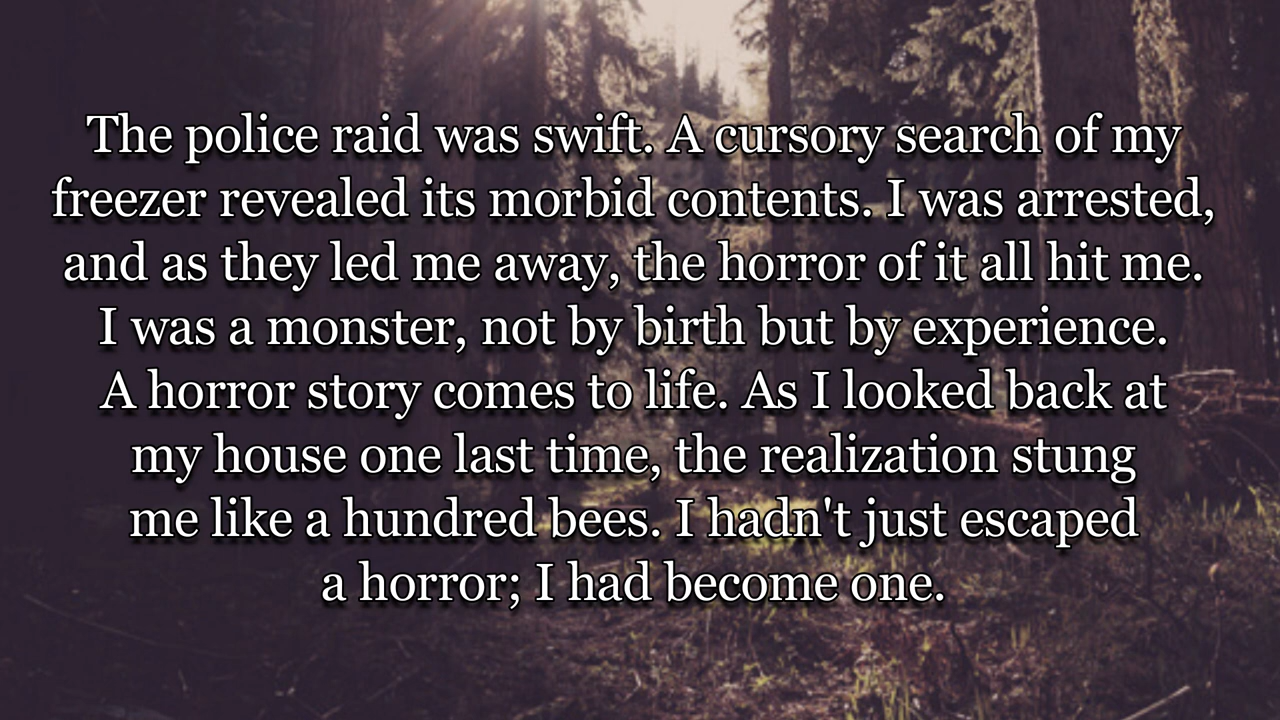 The police raid was swift. A cursory search of my
freezer revealed its morbid contents. I was arrested,
and as they led me away, the horror of it all hit me.
I was a monster, not by birth but by experience.
A horror story comes to life. As I looked back at
my house one last time, the realization stung
me like a hundred bees. I hadn't just escaped
a horror; I had become one.